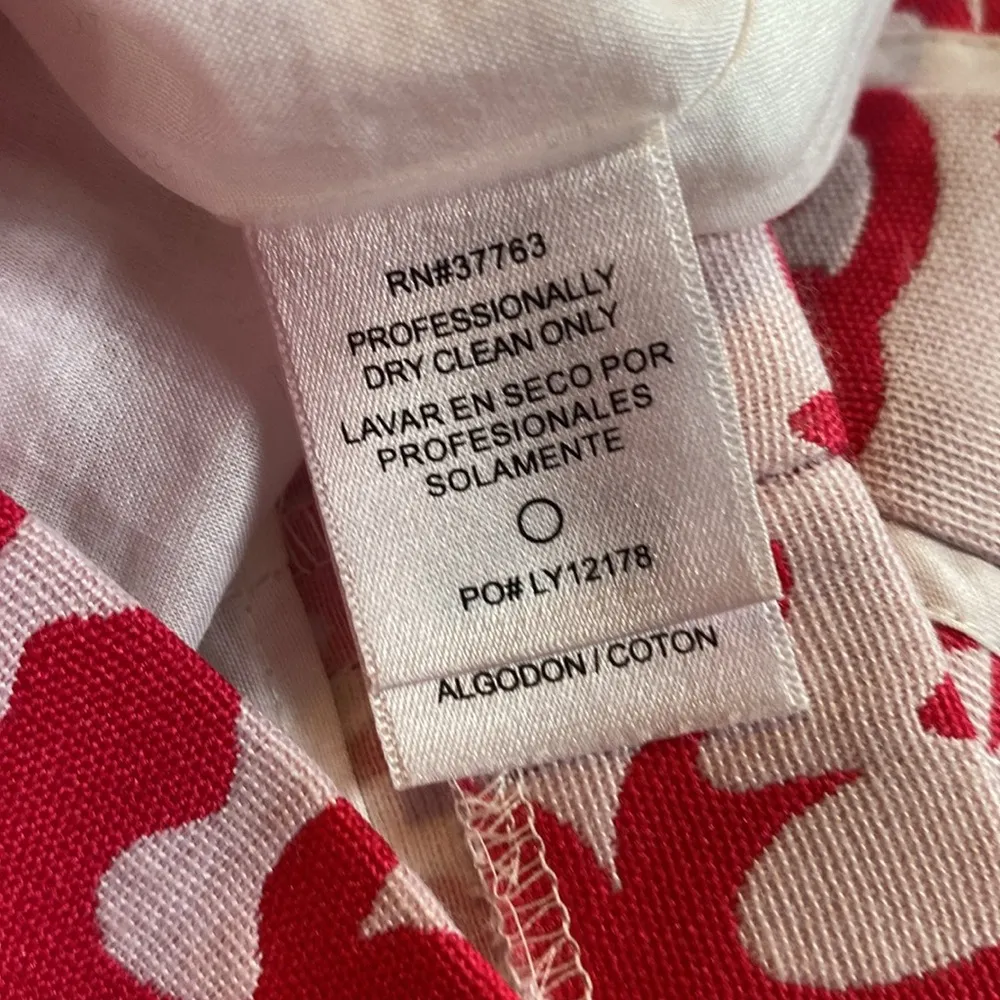 RN#37763
PROFESSIONALLY
DRY CLEAN ONLY
LAVAR EN SECO POR
PROFESIONALES
SOLAMENTE
PO# LY12178
ALGODON / COTON